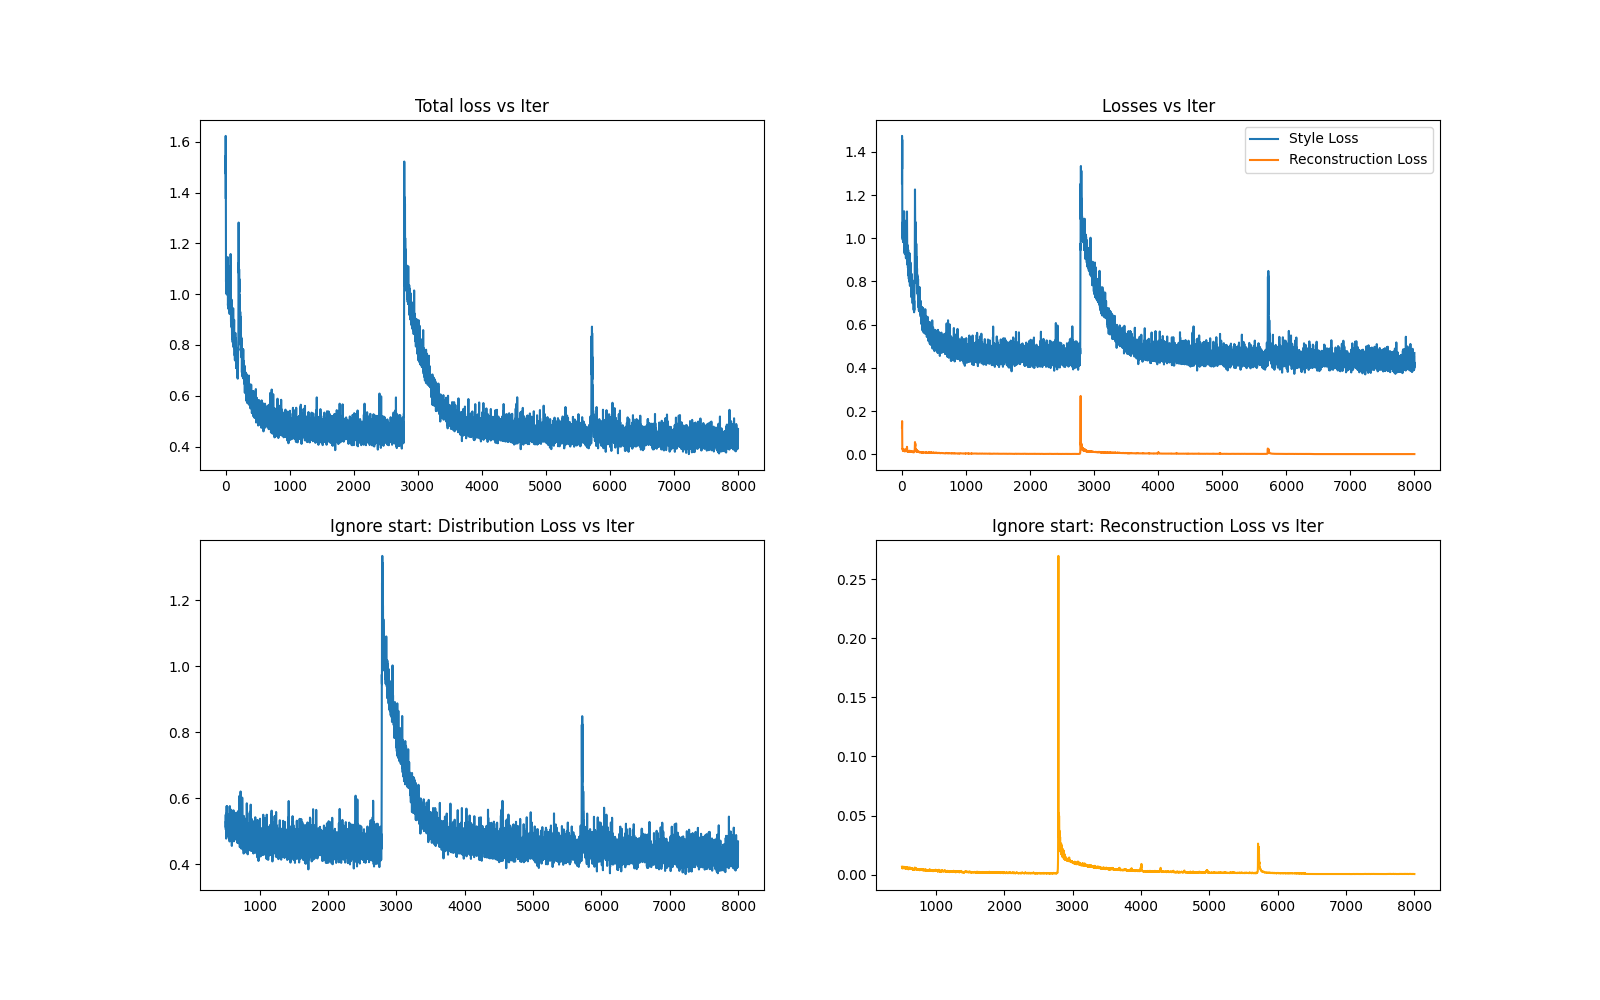 Total loss vs Iter
1.6
1.4
1.2
1.0
0.8
0.6
0.4
0 1000 2000 3000 4000 5000 6000 7000 8000
Losses vs Iter
Style Loss
Reconstruction Loss
1.4
1.2
1.0
0.8
0.6
0.4
0.2
0.0
0 1000 2000 3000 4000 5000 6000 7000 8000
Ignore start: Distribution Loss vs Iter
1.2
1.0
0.8
0.6
0.4
1000 2000 3000 4000 5000 6000 7000 8000
Ignore start: Reconstruction Loss vs Iter
0.25
0.20
0.15
0.10
0.05
0.00
1000 2000 3000 4000 5000 6000 7000 8000